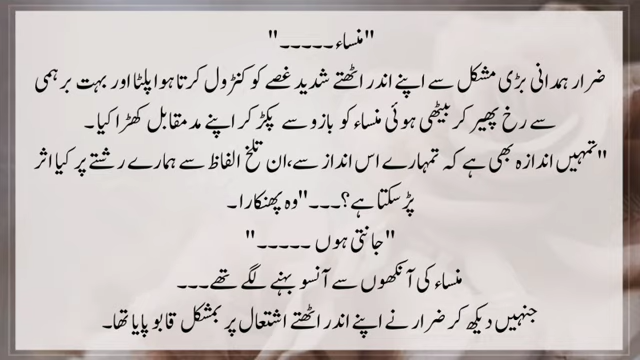 "منساء ۔۔۔۔۔"
ضرار ہمدانی بڑی مشکل سے اپنے اندر اٹھتے شدید غصے کو کنٹرول کرتا ہوا پلٹا اور بہت برہمی
سے رخ پھیر کر بیٹھی ہوئی منساء کو بازو سے پکڑ کر اپنے مدمقابل کھڑا کیا۔
"تمہیں اندازہ بھی ہے کہ تمہارے اس انداز سے، ان تلخ الفاظ سے ہمارے رشتے پر کیا اثر
پڑ سکتا ہے؟۔۔۔" وہ پھنکارا۔
"جانتی ہوں ۔۔۔۔۔"
منساء کی آنکھوں سے آنسو بہنے لگے تھے۔۔۔
جنہیں دیکھ کر ضرار نے اپنے اندر اٹھتے اشتعال پر بمشکل قابو پایا تھا۔